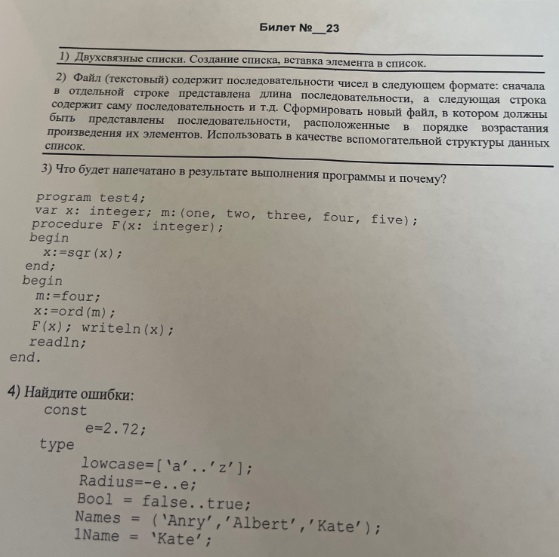 Билет №__23
1) Двухсвязные списки. Создание списка, вставка элемента в список.
2) Файл (текстовый) содержит последовательности чисел в следующем формате: сначала
в отдельной строке представлена длина последовательности, а следующая строка
содержит саму последовательность и т.д. Сформировать новый файл, в котором должны
быть представлены последовательности, расположенные в порядке возрастания
произведения их элементов. Использовать в качестве вспомогательной структуры данных
список.
3) Что будет напечатано в результате выполнения программы и почему?
program test4;
var x: integer; m:(one, two, three, four, five);
procedure F(x: integer);
begin
x:=sqr(x);
end;
begin
m:=four;
x:=ord(m);
F(x); writeln(x);
readln;
end.
4) Найдите ошибки:
const
e=2.72;
type
lowcase=[‘a’..’z’];
Radius=-e..e;
Bool = false..true;
Names = (‘Anry’,’Albert’,’Kate’);
1Name = ‘Kate’;